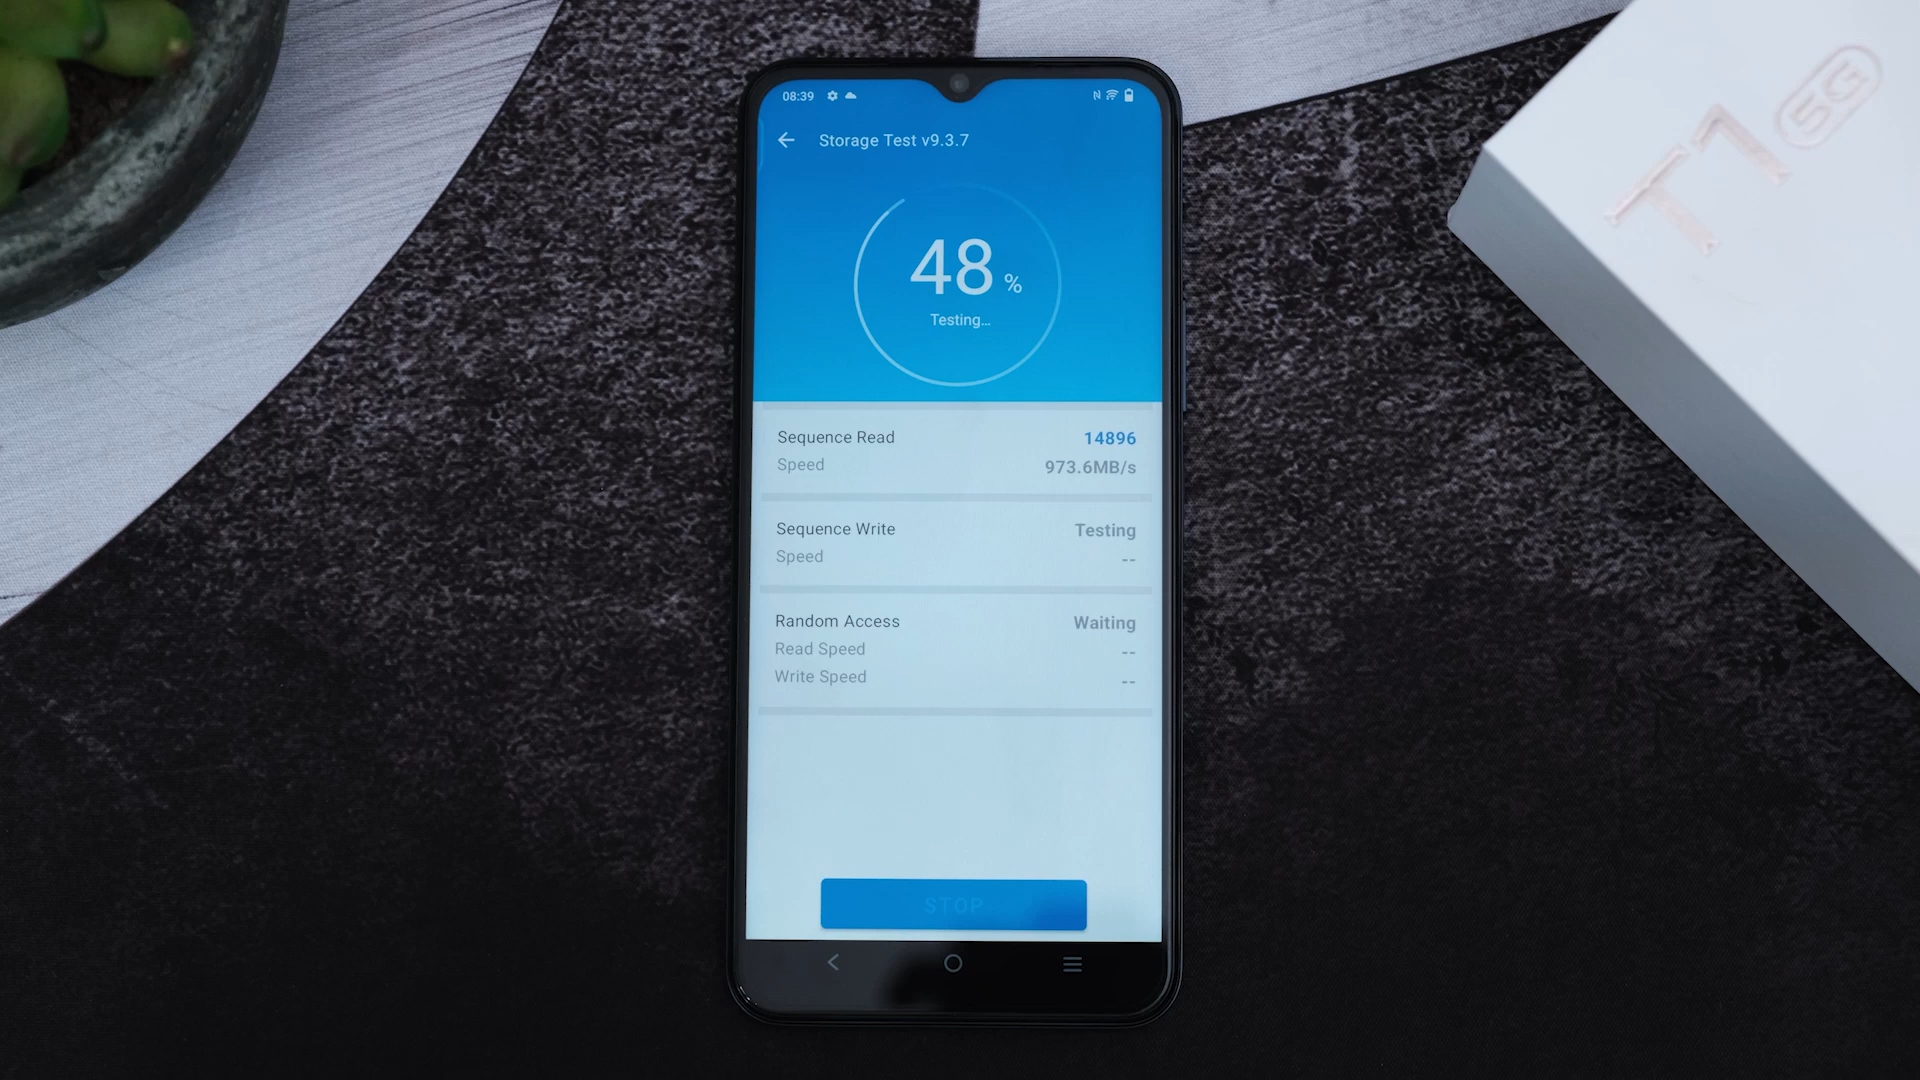 08:39
Storage Test v9.3.7
48 %
Testing...
Sequence Read 14896
Speed 973.6MB/s
Sequence Write Testing
Speed --
Random Access Waiting
Read Speed --
Write Speed --
STOP
T1 5G